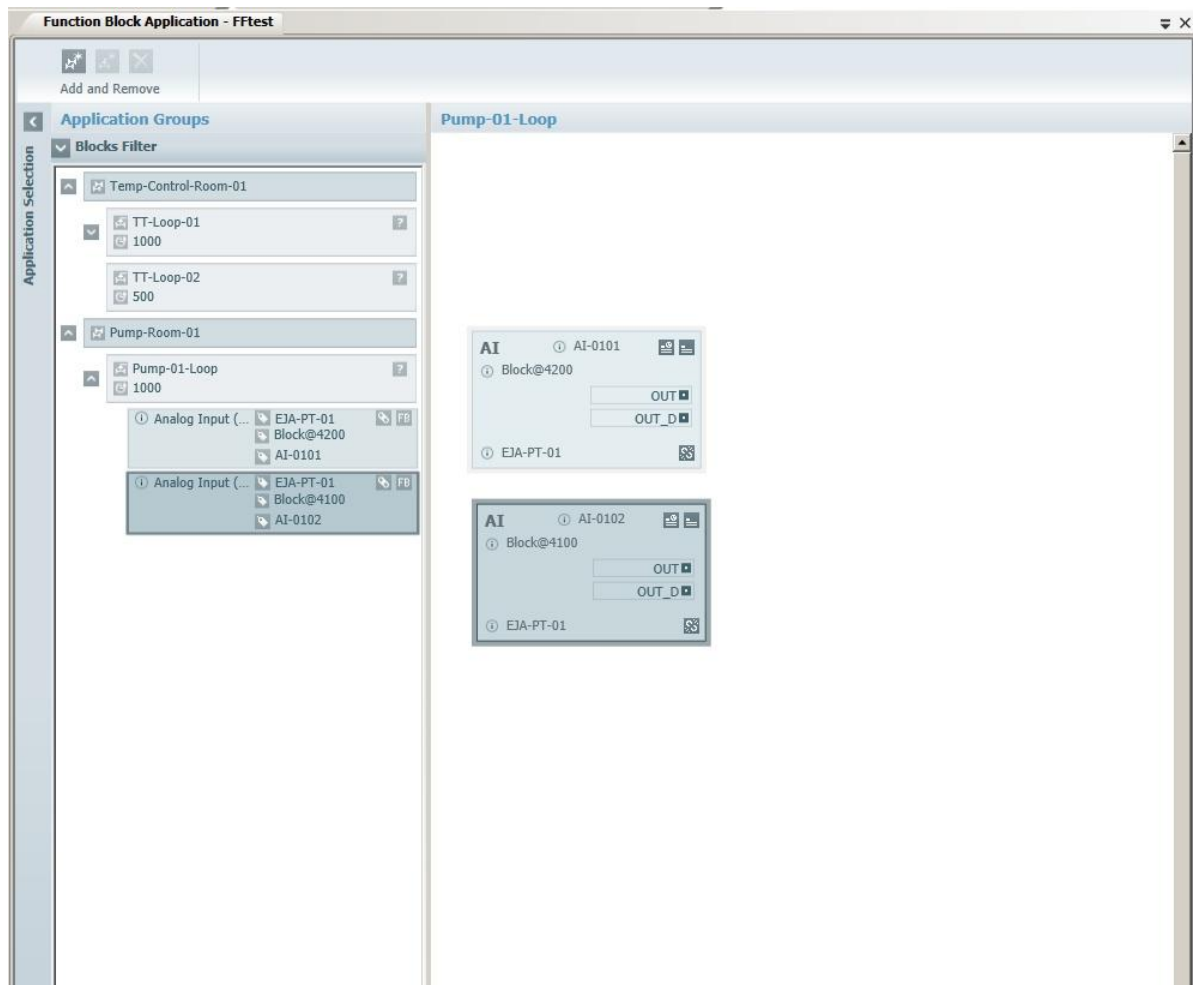 Function Block Application - FFtest
Add and Remove
Application Selection
Application Groups
Blocks Filter
Temp-Control-Room-01
TT-Loop-01
?
1000
TT-Loop-02
?
500
Pump-Room-01
Pump-01-Loop
?
1000
Analog Input (... EJA-PT-01 FB
Block@4200
AI-0101
Analog Input (... EJA-PT-01 FB
Block@4100
AI-0102
Pump-01-Loop
AI AI-0101
Block@4200
OUT
OUT_D
EJA-PT-01
AI AI-0102
Block@4100
OUT
OUT_D
EJA-PT-01